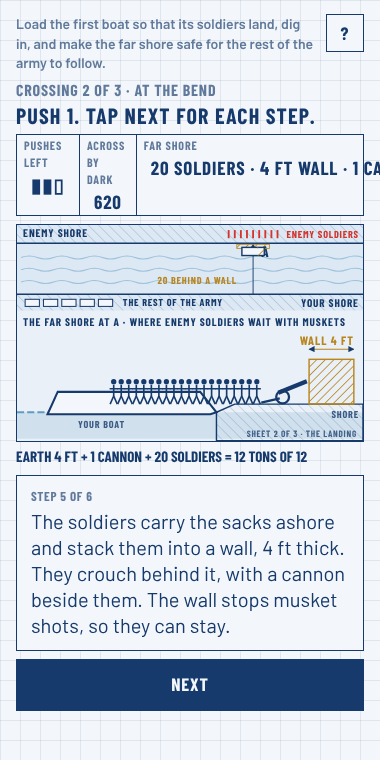 Load the first boat so that its soldiers land, dig
in, and make the far shore safe for the rest of the
army to follow.
?
CROSSING 2 OF 3 · AT THE BEND
PUSH 1. TAP NEXT FOR EACH STEP.
PUSHES
LEFT
ACROSS
BY
DARK
620
FAR SHORE
20 SOLDIERS · 4 FT WALL · 1 CA
ENEMY SHORE
ENEMY SOLDIERS
A
20 BEHIND A WALL
THE REST OF THE ARMY
YOUR SHORE
THE FAR SHORE AT A · WHERE ENEMY SOLDIERS WAIT WITH MUSKETS
WALL 4 FT
YOUR BOAT
SHORE
SHEET 2 OF 3 · THE LANDING
EARTH 4 FT + 1 CANNON + 20 SOLDIERS = 12 TONS OF 12
STEP 5 OF 6
The soldiers carry the sacks ashore
and stack them into a wall, 4 ft thick.
They crouch behind it, with a cannon
beside them. The wall stops musket
shots, so they can stay.
NEXT